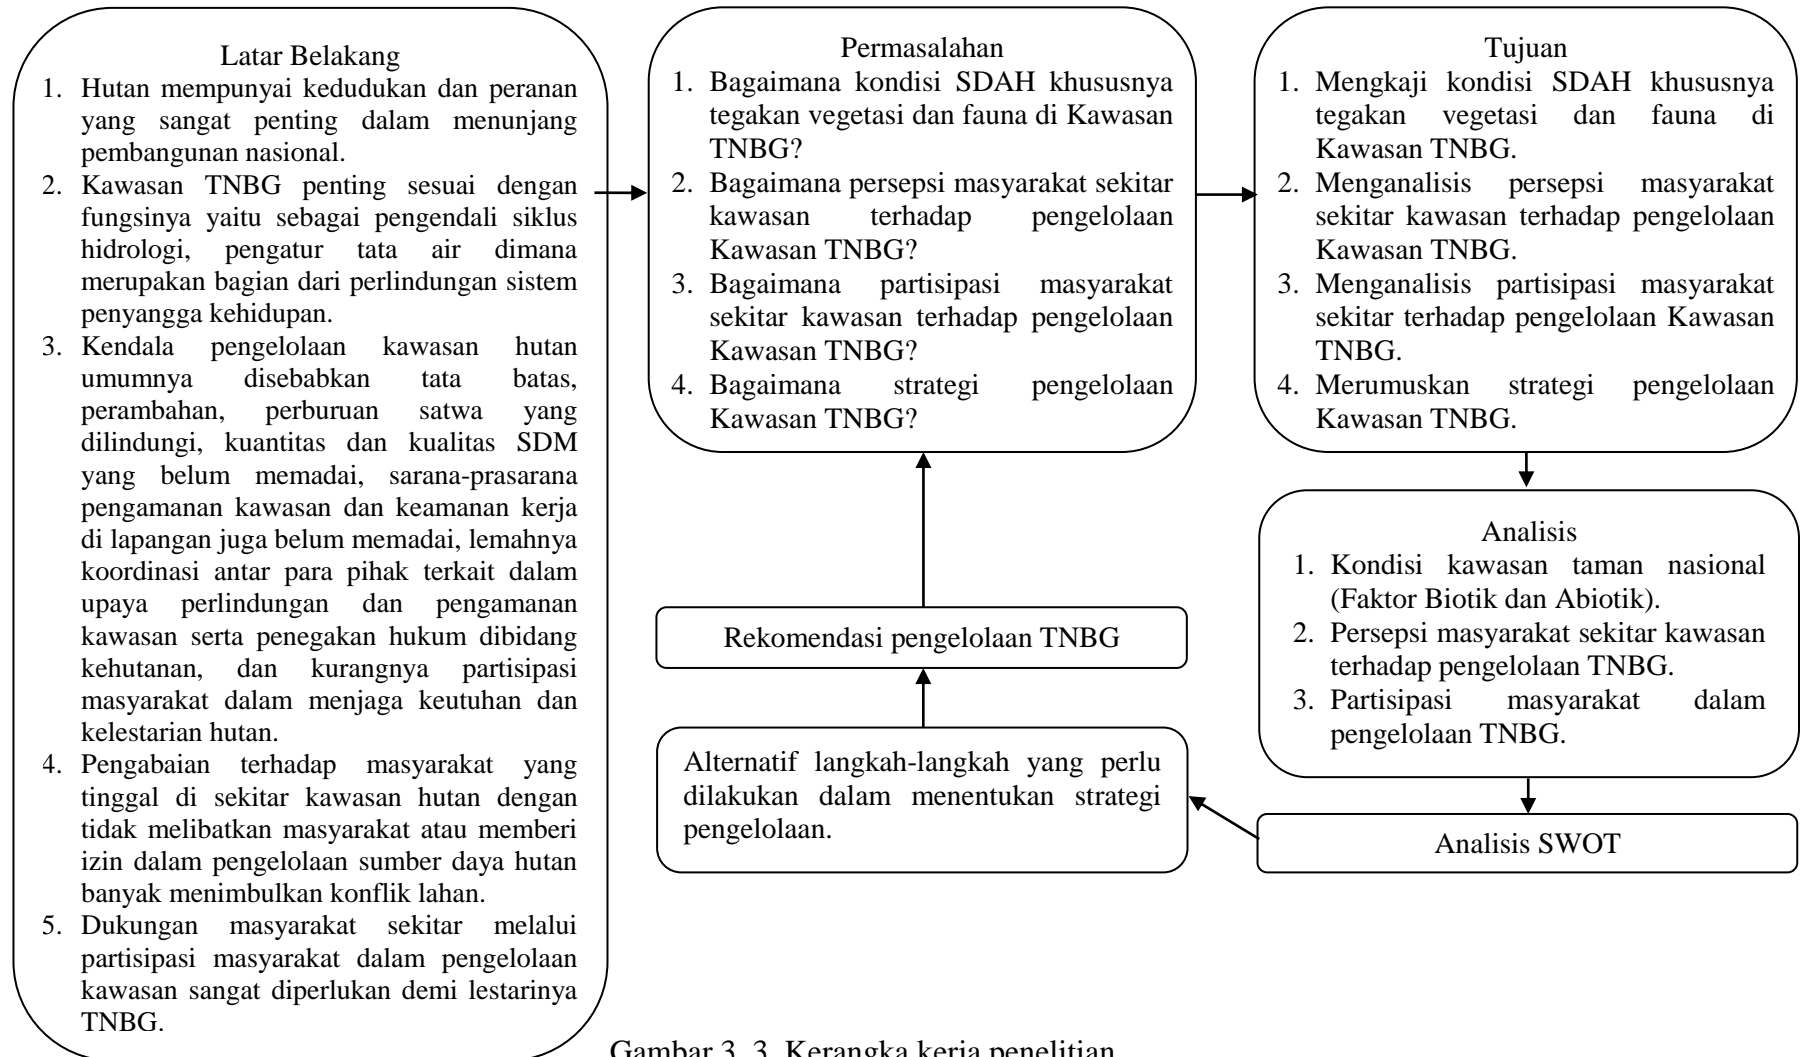 Latar Belakang
1. Hutan mempunyai kedudukan dan peranan
yang sangat penting dalam menunjang
pembangunan nasional.
2. Kawasan TNBG penting sesuai dengan
fungsinya yaitu sebagai pengendali siklus
hidrologi, pengatur tata air dimana
merupakan bagian dari perlindungan sistem
penyangga kehidupan.
3. Kendala pengelolaan kawasan hutan
umumnya disebabkan tata batas,
perambahan, perburuan satwa yang
dilindungi, kuantitas dan kualitas SDM
yang belum memadai, sarana-prasarana
pengamanan kawasan dan keamanan kerja
di lapangan juga belum memadai, lemahnya
koordinasi antar para pihak terkait dalam
upaya perlindungan dan pengamanan
kawasan serta penegakan hukum dibidang
kehutanan, dan kurangnya partisipasi
masyarakat dalam menjaga keutuhan dan
kelestarian hutan.
4. Pengabaian terhadap masyarakat yang
tinggal di sekitar kawasan hutan dengan
tidak melibatkan masyarakat atau memberi
izin dalam pengelolaan sumber daya hutan
banyak menimbulkan konflik lahan.
5. Dukungan masyarakat sekitar melalui
partisipasi masyarakat dalam pengelolaan
kawasan sangat diperlukan demi lestarinya
TNBG.
Permasalahan
1. Bagaimana kondisi SDAH khususnya
tegakan vegetasi dan fauna di Kawasan
TNBG?
2. Bagaimana persepsi masyarakat sekitar
kawasan terhadap pengelolaan
Kawasan TNBG?
3. Bagaimana partisipasi masyarakat
sekitar kawasan terhadap pengelolaan
Kawasan TNBG?
4. Bagaimana strategi pengelolaan
Kawasan TNBG?
Tujuan
1. Mengkaji kondisi SDAH khususnya
tegakan vegetasi dan fauna di
Kawasan TNBG.
2. Menganalisis persepsi masyarakat
sekitar kawasan terhadap pengelolaan
Kawasan TNBG.
3. Menganalisis partisipasi masyarakat
sekitar terhadap pengelolaan Kawasan
TNBG.
4. Merumuskan strategi pengelolaan
Kawasan TNBG.
Analisis
1. Kondisi kawasan taman nasional
(Faktor Biotik dan Abiotik).
2. Persepsi masyarakat sekitar kawasan
terhadap pengelolaan TNBG.
3. Partisipasi masyarakat dalam
pengelolaan TNBG.
Analisis SWOT
Alternatif langkah-langkah yang perlu
dilakukan dalam menentukan strategi
pengelolaan.
Rekomendasi pengelolaan TNBG
Gambar 3. 3. Kerangka kerja penelitian